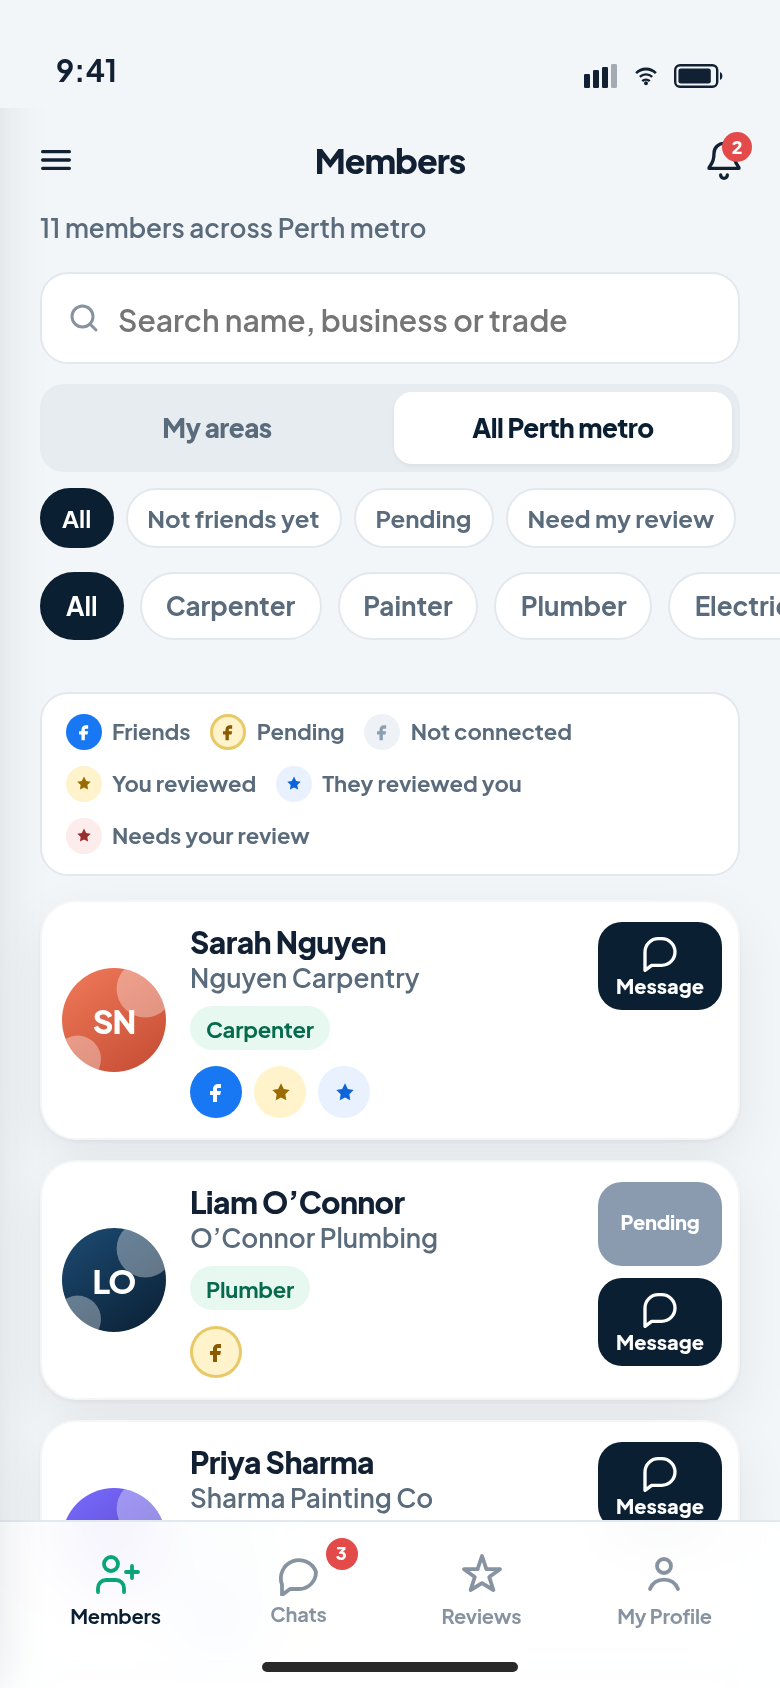 9:41
Members
2
11 members across Perth metro
Search name, business or trade
My areas All Perth metro
All Not friends yet Pending Need my review
All Carpenter Painter Plumber Electric
Friends Pending Not connected
You reviewed They reviewed you
Needs your review
Sarah Nguyen
Nguyen Carpentry
Carpenter
SN
Message
Liam O’Connor
O’Connor Plumbing
Plumber
LO
Pending
Message
Priya Sharma
Sharma Painting Co
Message
3
Members Chats Reviews My Profile